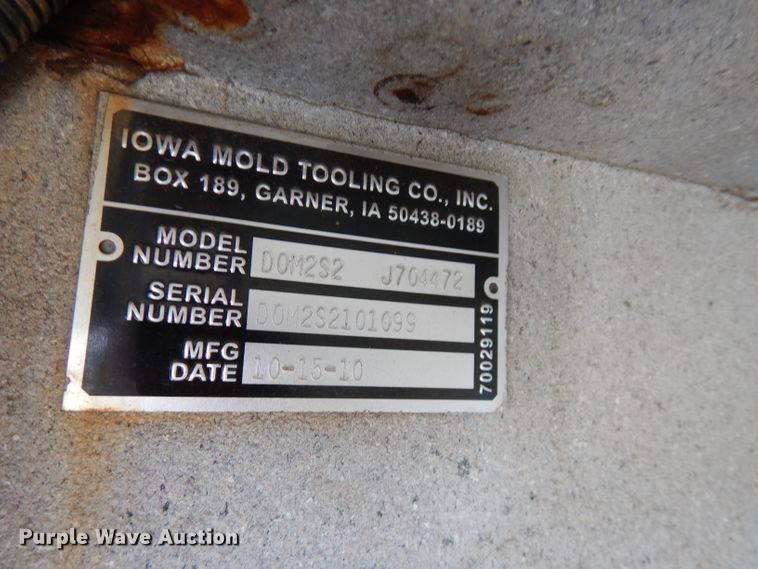 IOWA MOLD TOOLING CO., INC.
BOX 189, GARNER, IA 50438-0189
MODEL NUMBER DOM2S2 J704472
SERIAL NUMBER DOM2S2101099
MFG DATE 10-15-10
70029119
Purple Wave Auction